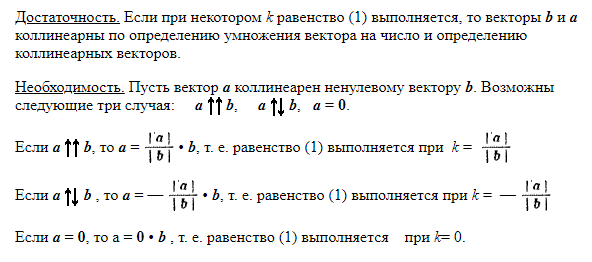 Достаточность. Если при некотором k равенство (1) выполняется, то векторы b и a
коллинеарны по определению умножения вектора на число и определению
коллинеарных векторов.
Необходимость. Пусть вектор a коллинеарен ненулевому вектору b. Возможны
следующие три случая: a ↑↑ b, a ↑↓ b, a = 0.
Если a ↑↑ b, то a = |a|/|b| • b, т. е. равенство (1) выполняется при k = |a|/|b|
Если a ↑↓ b , то a = — |a|/|b| • b, т. е. равенство (1) выполняется при k = — |a|/|b|
Если a = 0, то a = 0 • b , т. е. равенство (1) выполняется при k= 0.